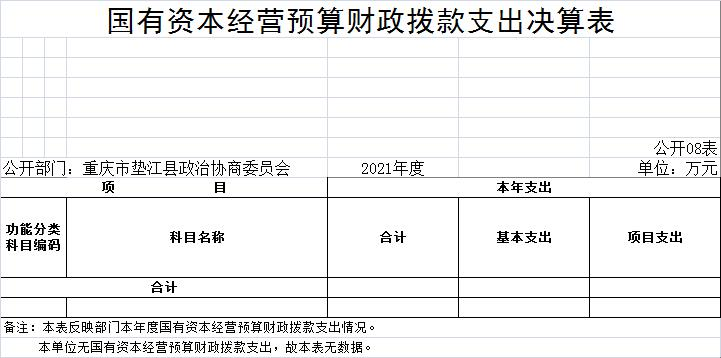 国有资本经营预算财政拨款支出决算表
公开08表
公开部门：重庆市垫江县政治协商委员会 2021年度 单位：万元
项 目 本年支出
功能分类
科目编码 科目名称 合计 基本支出 项目支出
合计
备注：本表反映部门本年度国有资本经营预算财政拨款支出情况。
本单位无国有资本经营预算财政拨款支出，故本表无数据。